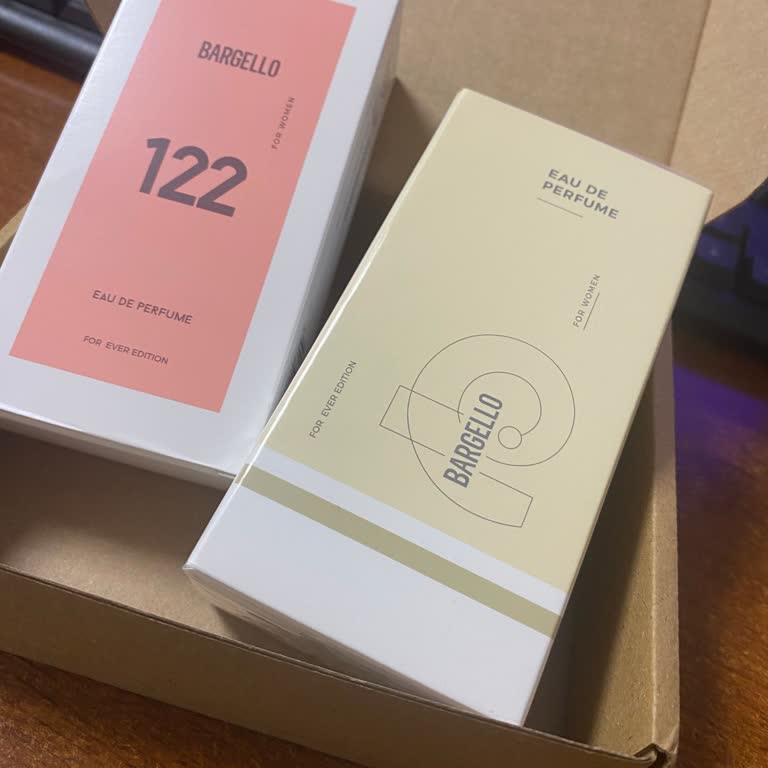 BARGELLO
FOR WOMEN
122
EAU DE PERFUME
FOR EVER EDITION
EAU DE
PERFUME
FOR WOMEN
FOR EVER EDITION
BARGELLO